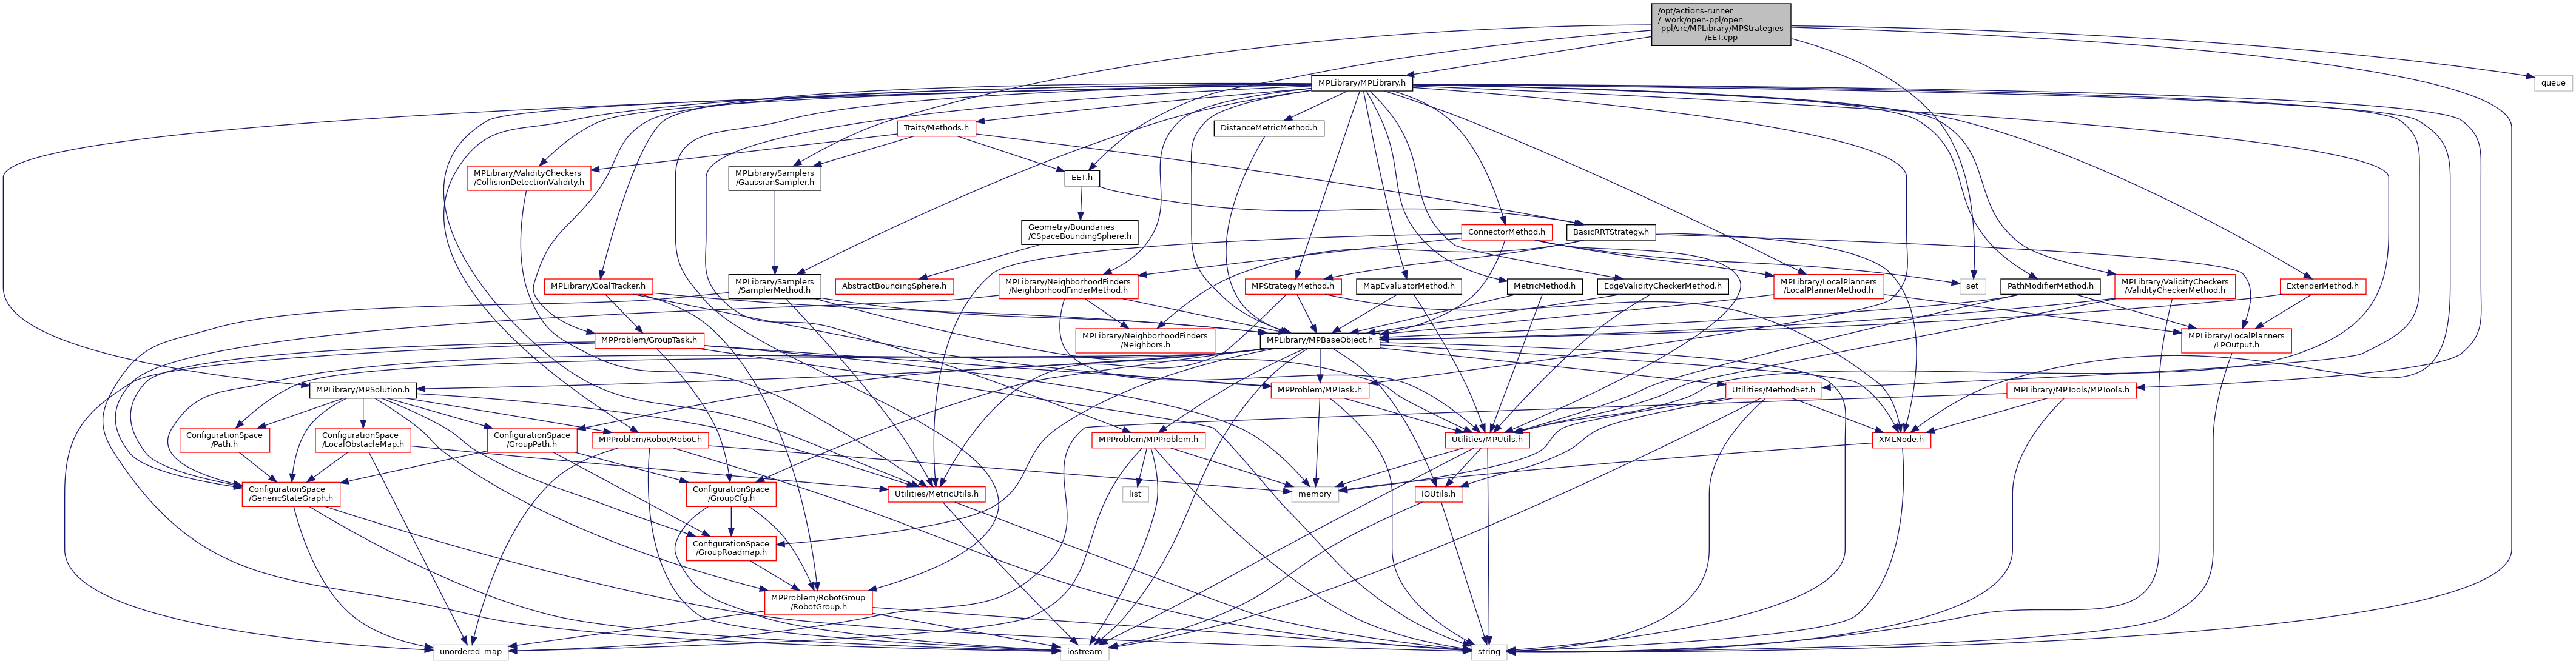 /opt/actions-runner
/_work/open-ppl/open
-ppl/src/MPLibrary/MPStrategies
/EET.cpp
MPLibrary/MPLibrary.h
queue
Traits/Methods.h
DistanceMetricMethod.h
MPLibrary/ValidityCheckers
/CollisionDetectionValidity.h
MPLibrary/Samplers
/GaussianSampler.h
EET.h
Geometry/Boundaries
/CSpaceBoundingSphere.h
ConnectorMethod.h
BasicRRTStrategy.h
MPLibrary/GoalTracker.h
MPLibrary/Samplers
/SamplerMethod.h
AbstractBoundingSphere.h
MPLibrary/NeighborhoodFinders
/NeighborhoodFinderMethod.h
MPStrategyMethod.h
MapEvaluatorMethod.h
MetricMethod.h
EdgeValidityCheckerMethod.h
MPLibrary/LocalPlanners
/LocalPlannerMethod.h
set
PathModifierMethod.h
MPLibrary/ValidityCheckers
/ValidityCheckerMethod.h
ExtenderMethod.h
MPProblem/GroupTask.h
MPLibrary/NeighborhoodFinders
/Neighbors.h
MPLibrary/MPBaseObject.h
MPLibrary/LocalPlanners
/LPOutput.h
MPLibrary/MPSolution.h
MPProblem/MPTask.h
Utilities/MethodSet.h
MPLibrary/MPTools/MPTools.h
ConfigurationSpace
/Path.h
ConfigurationSpace
/LocalObstacleMap.h
ConfigurationSpace
/GroupPath.h
MPProblem/Robot/Robot.h
MPProblem/MPProblem.h
Utilities/MPUtils.h
XMLNode.h
ConfigurationSpace
/GenericStateGraph.h
ConfigurationSpace
/GroupCfg.h
Utilities/MetricUtils.h
list
memory
IOUtils.h
ConfigurationSpace
/GroupRoadmap.h
MPProblem/RobotGroup
/RobotGroup.h
unordered_map
iostream
string